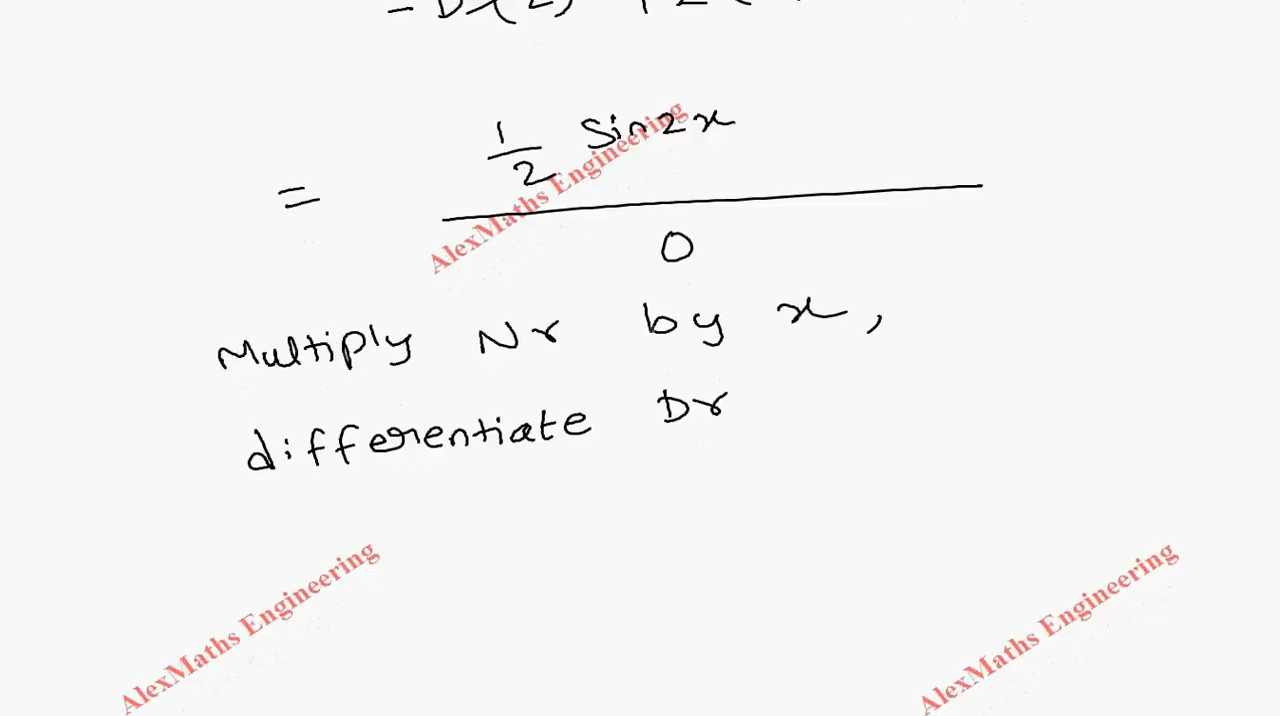 1/2 Sin2x
= ―
0
AlexMaths Engineering
Multiply Nr by x,
differentiate Dr
AlexMaths Engineering
AlexMaths Engineering